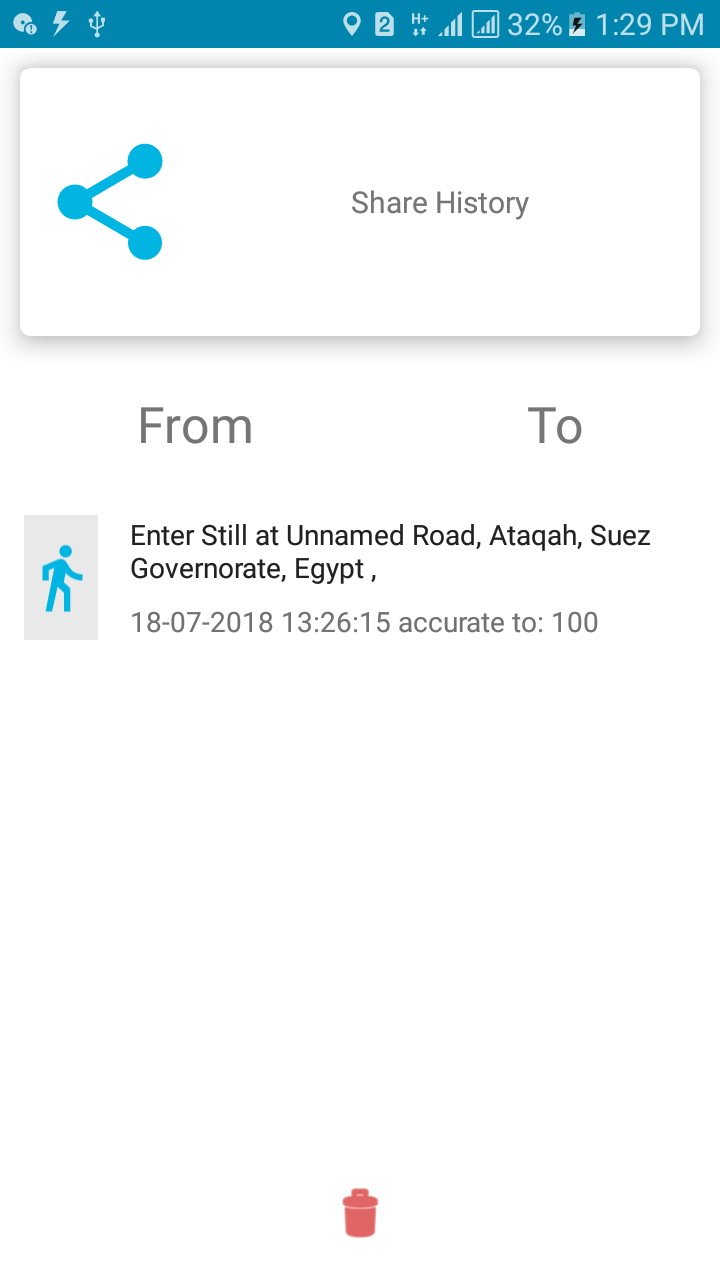 2 H+ 32% 1:29 PM
Share History
From To
Enter Still at Unnamed Road, Ataqah, Suez
Governorate, Egypt ,
18-07-2018 13:26:15 accurate to: 100